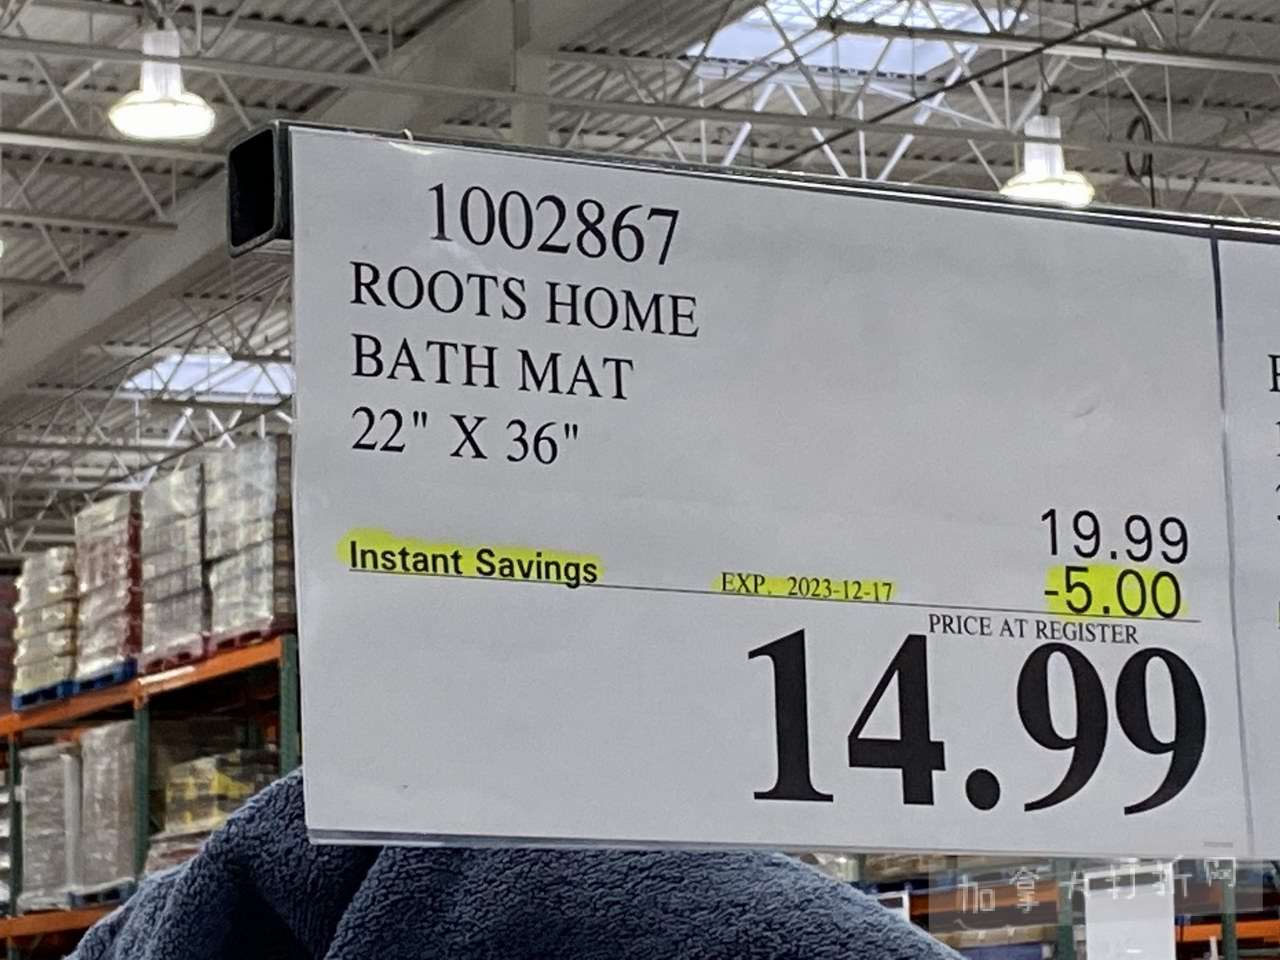 1002867
ROOTS HOME
BATH MAT
22" X 36"
19.99
Instant Savings EXP. 2023-12-17 -5.00
PRICE AT REGISTER
14.99
加拿大打折网